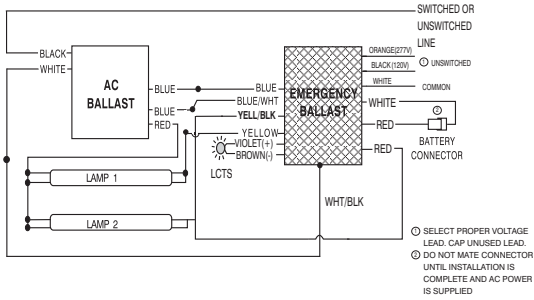 SWITCHED OR
UNSWITCHED
LINE
BLACK
WHITE
AC
BALLAST
BLUE
BLUE
RED
BLUE
BLUE/WHT
YELL/BLK
YELLOW
VIOLET(+)
BROWN(-)
LCTS
EMERGENCY
BALLAST
ORANGE(277V)
BLACK(120V)
① UNSWITCHED
WHITE
COMMON
WHITE
②
RED
BATTERY
CONNECTOR
RED
LAMP 1
LAMP 2
WHT/BLK
① SELECT PROPER VOLTAGE
LEAD. CAP UNUSED LEAD.
② DO NOT MATE CONNECTOR
UNTIL INSTALLATION IS
COMPLETE AND AC POWER
IS SUPPLIED